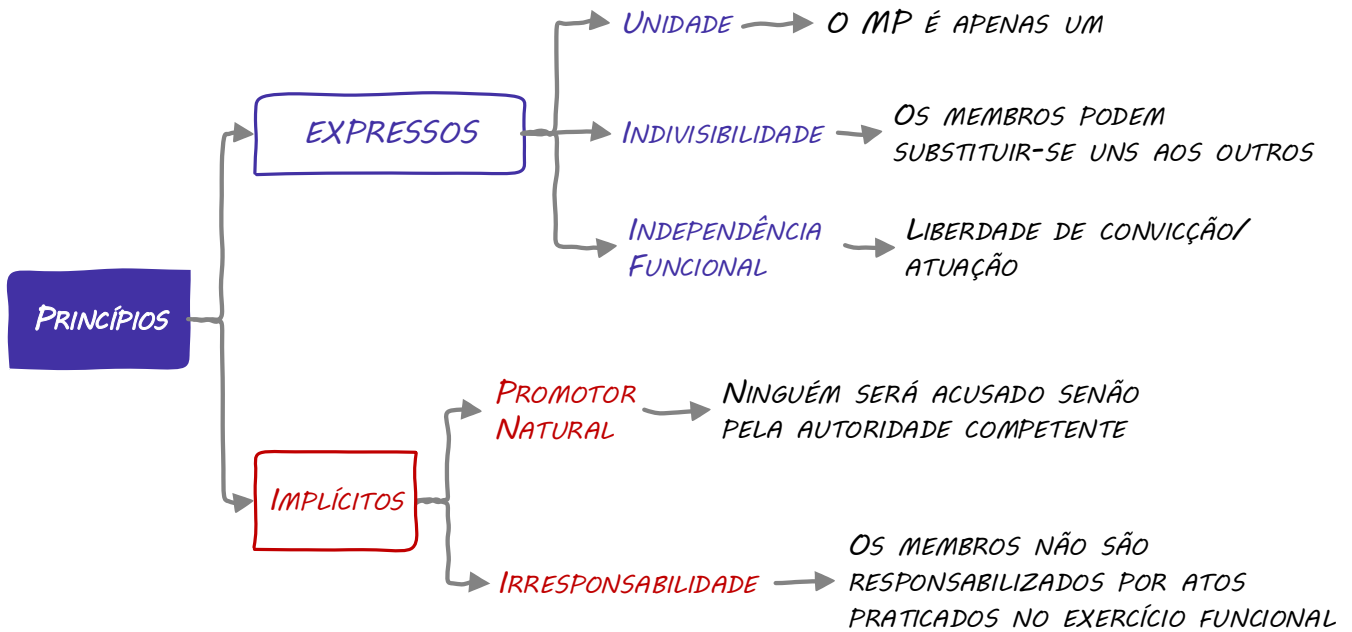 Princípios
EXPRESSOS
Unidade
O MP é apenas um
Indivisibilidade
Os membros podem
substituir-se uns aos outros
Independência
Funcional
Liberdade de convicção/
atuação
Implícitos
Promotor
Natural
Ninguém será acusado senão
pela autoridade competente
Irresponsabilidade
Os membros não são
responsabilizados por atos
praticados no exercício funcional